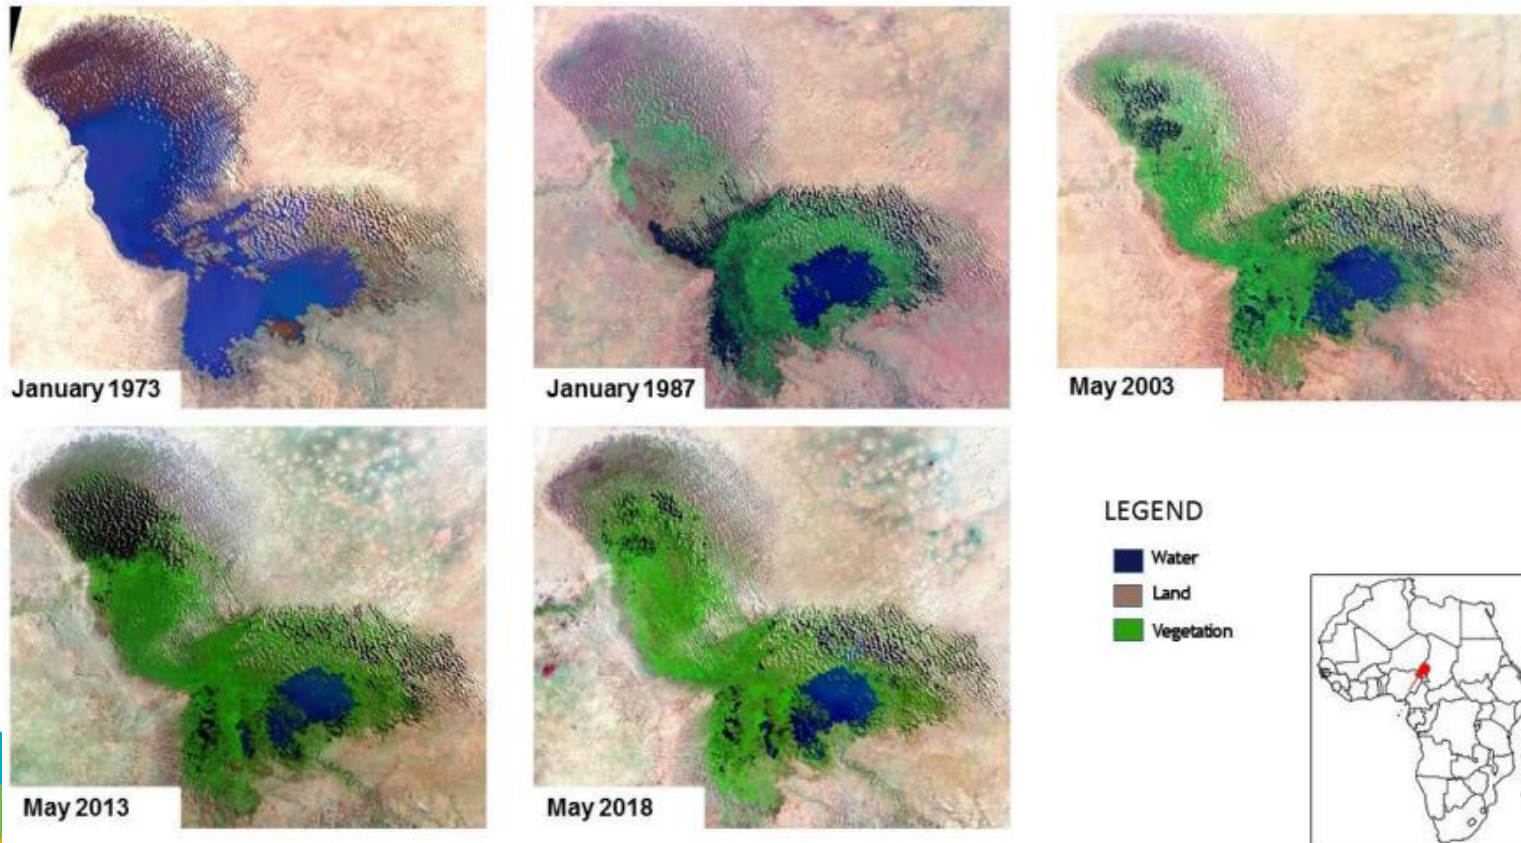 January 1973
January 1987
May 2003
May 2013
May 2018
LEGEND
Water
Land
Vegetation